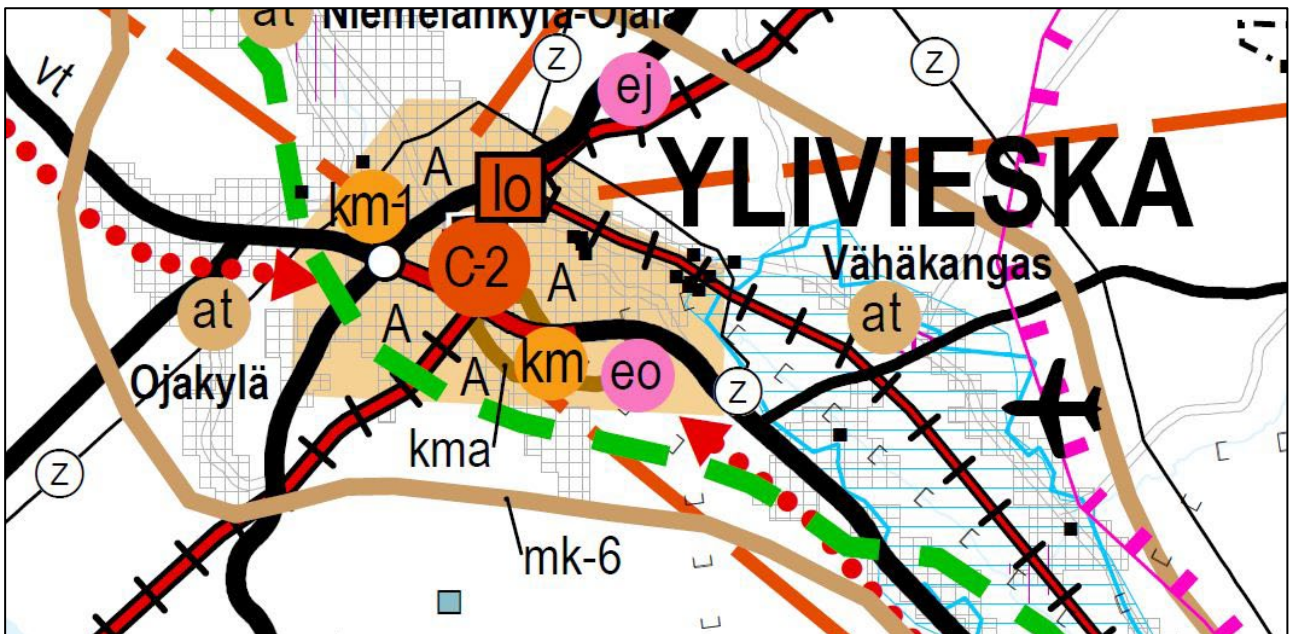 at Niemelänkylä-Ojala
z
z
vt
ej
A
lo
YLIVIESKA
km-1
C-2
A
Vähäkangas
at
at
A
Ojakylä
A
km
eo
z
kma
z
mk-6